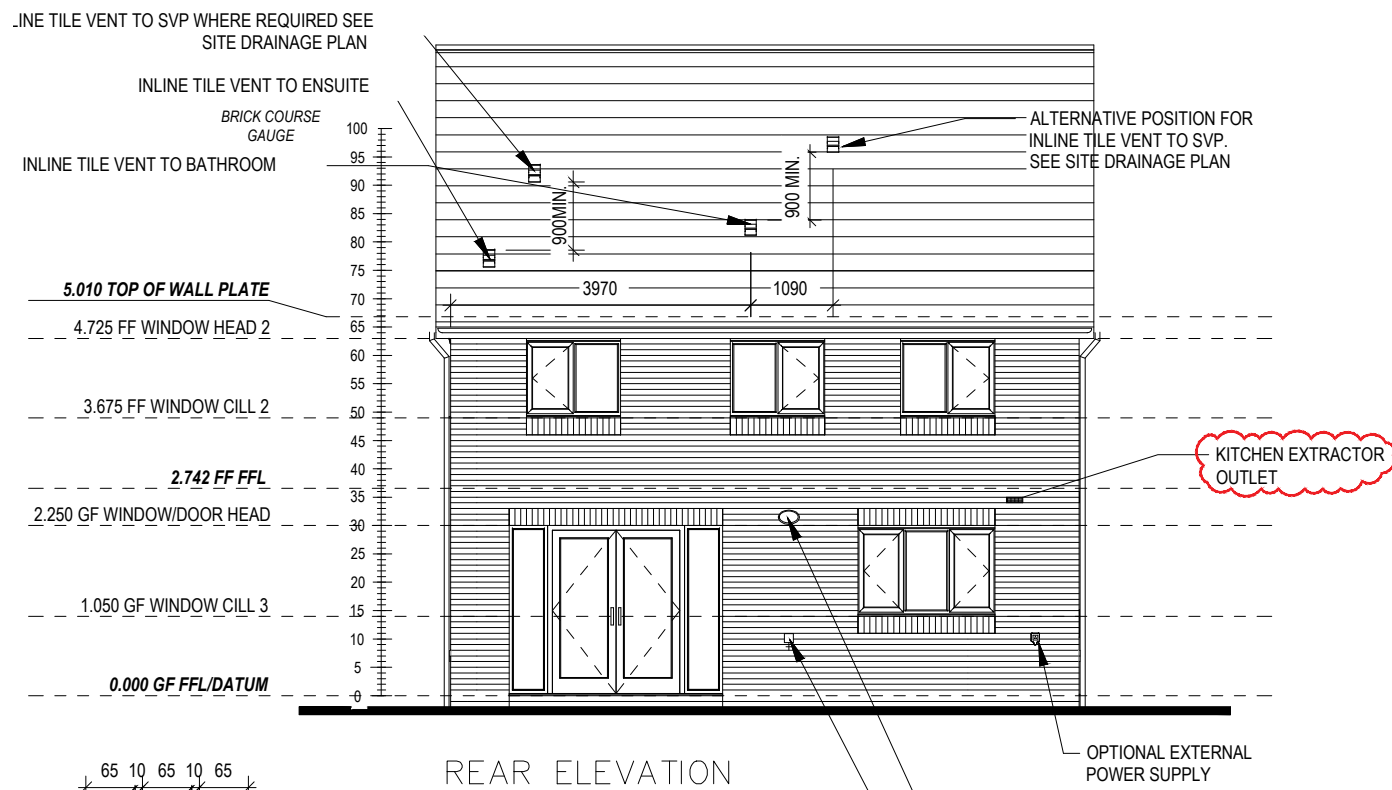 .INE TILE VENT TO SVP WHERE REQUIRED SEE
SITE DRAINAGE PLAN
INLINE TILE VENT TO ENSUITE
BRICK COURSE
GAUGE
INLINE TILE VENT TO BATHROOM
ALTERNATIVE POSITION FOR
INLINE TILE VENT TO SVP.
SEE SITE DRAINAGE PLAN
100
95
90
85
80
75
70
65
60
55
50
45
40
35
30
25
20
15
10
5
0
900MIN.
900 MIN.
3970
1090
5.010 TOP OF WALL PLATE
4.725 FF WINDOW HEAD 2
3.675 FF WINDOW CILL 2
2.742 FF FFL
2.250 GF WINDOW/DOOR HEAD
1.050 GF WINDOW CILL 3
0.000 GF FFL/DATUM
KITCHEN EXTRACTOR
OUTLET
OPTIONAL EXTERNAL
POWER SUPPLY
65 10 65 10 65
REAR ELEVATION